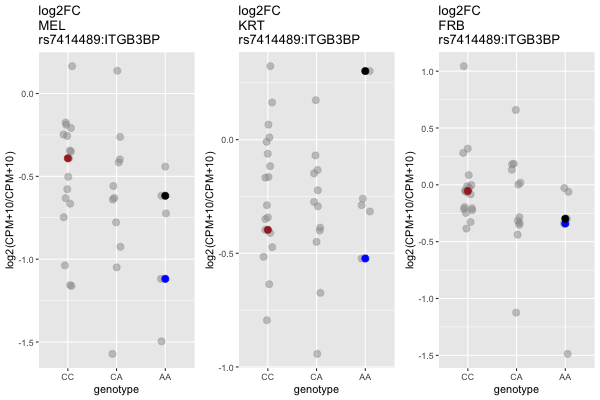 log2FC
MEL
rs7414489:ITGB3BP
log2(CPM+10/CPM+10)
0.0
-0.5
-1.0
-1.5
CC
CA
AA
genotype
log2FC
KRT
rs7414489:ITGB3BP
log2(CPM+10/CPM+10)
0.0
-0.5
-1.0
CC
CA
AA
genotype
log2FC
FRB
rs7414489:ITGB3BP
log2(CPM+10/CPM+10)
1.0
0.5
0.0
-0.5
-1.0
-1.5
CC
CA
AA
genotype